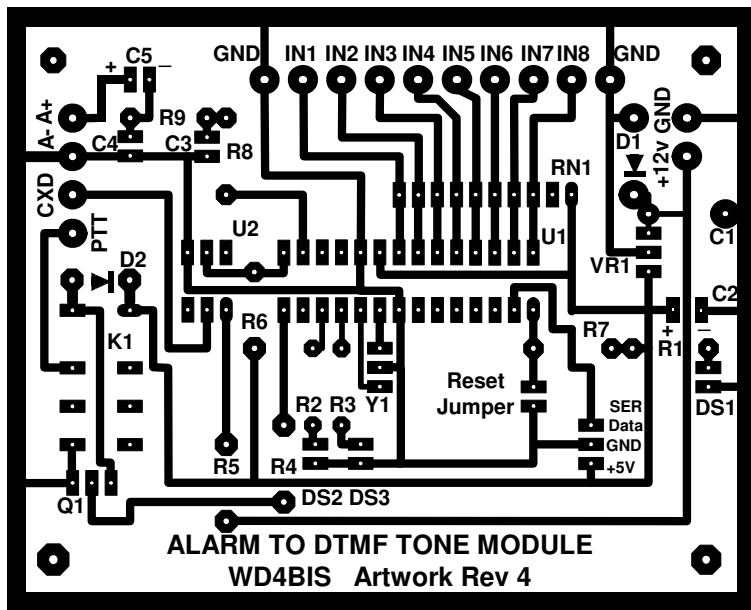 C5
+ −
GND IN1 IN2 IN3 IN4 IN5 IN6 IN7 IN8 GND
A+
A-
R9
C4 C3 R8
D1
GND
+12v
RN1
CXD
PTT
U2
U1
C1
VR1
D2
C2
K1
R6
R7
+ −
R1
Reset
Jumper
Y1
DS1
R2 R3
SER
Data
GND
+5V
R5 R4
Q1
DS2 DS3
ALARM TO DTMF TONE MODULE
WD4BIS Artwork Rev 4